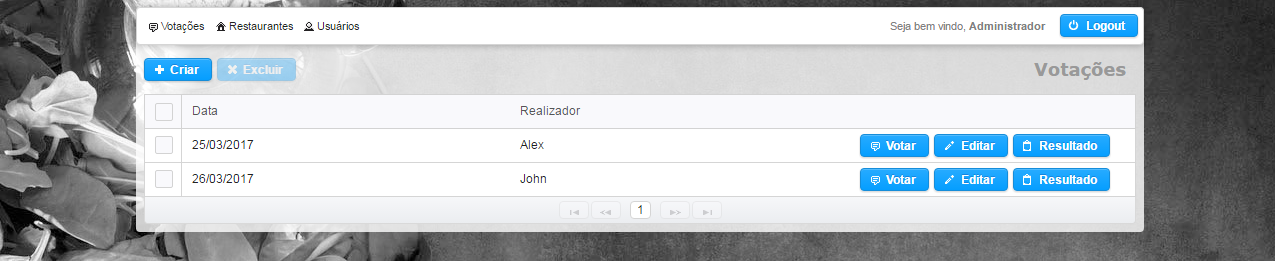 Votações Restaurantes Usuários Seja bem vindo, Administrador Logout
Criar Excluir Votações
Data Realizador
25/03/2017 Alex Votar Editar Resultado
26/03/2017 John Votar Editar Resultado
1